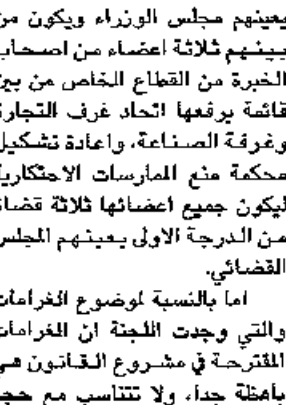 يعينهم مجلس الوزراء ويكون من
بينهم ثلاثة اعضاء من اصحاب
الخبرة من القطاع الخاص من بين
قائمة يرفعها اتحاد غرف التجارة
وغرفة الصناعة، واعادة تشكيل
محكمة منع الممارسات الاحتكارية
ليكون جميع اعضائها ثلاثة قضاة
من الدرجة الاولى يعينهم المجلس
القضائي.
اما بالنسبة لموضوع الغرامات
والتي وجدت اللجنة ان الغرامات
المقترحة في مشروع القانون هي
باهظة جدا، ولا تتناسب مع حجم